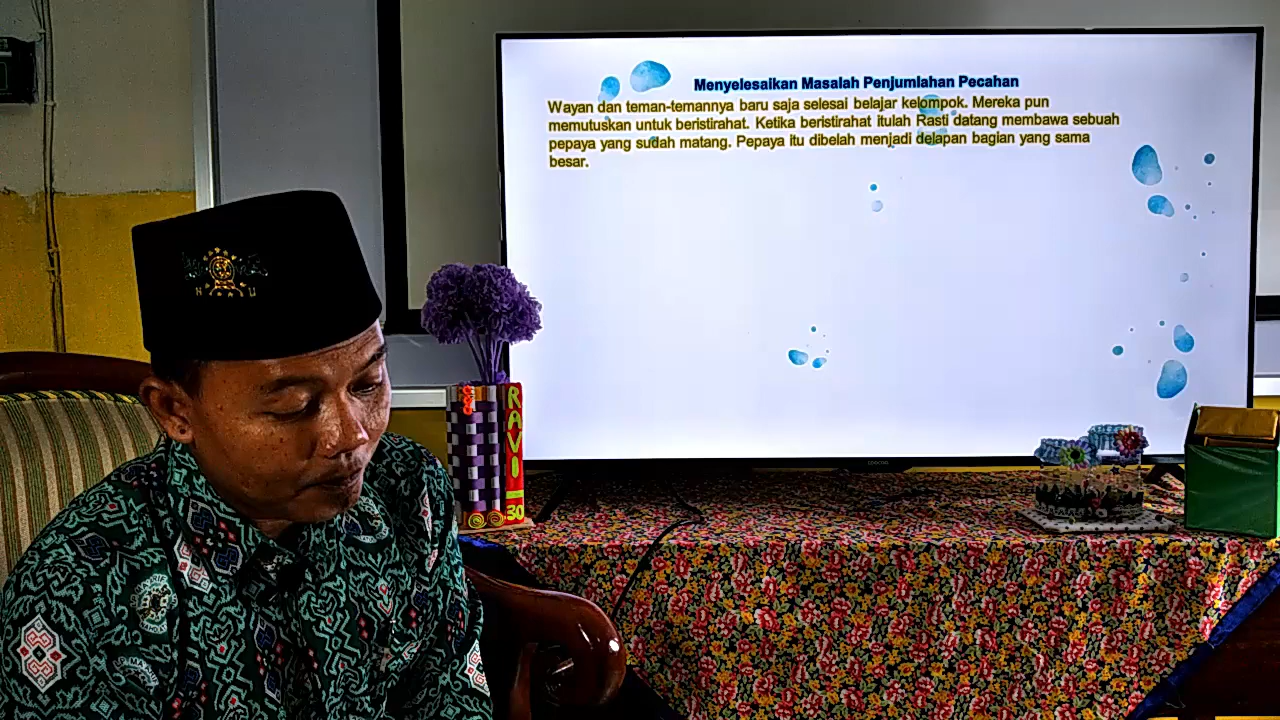 Menyelesaikan Masalah Penjumlahan Pecahan
Wayan dan teman-temannya baru saja selesai belajar kelompok. Mereka pun
memutuskan untuk beristirahat. Ketika beristirahat itulah Rasti datang membawa sebuah
pepaya yang sudah matang. Pepaya itu dibelah menjadi delapan bagian yang sama
besar.
N U
RAVI
30